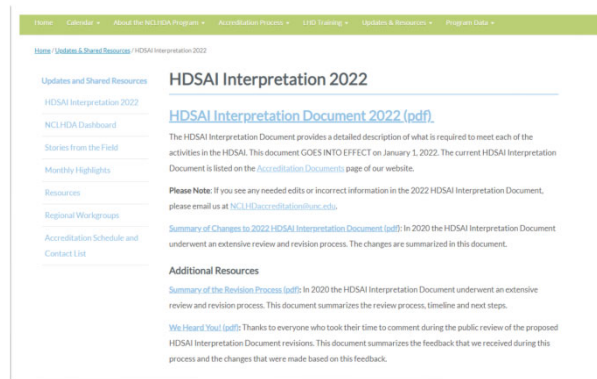 Home Calendar About the NCLHDA Program Accreditation Process LHD Training Updates & Resources Program Data
Home / Updates & Shared Resources / HDSAI Interpretation 2022
Updates and Shared Resources
HDSAI Interpretation 2022
NCLHDA Dashboard
Stories from the Field
Monthly Highlights
Resources
Regional Workgroups
Accreditation Schedule and
Contact List
HDSAI Interpretation 2022
HDSAI Interpretation Document 2022 (pdf)
The HDSAI Interpretation Document provides a detailed description of what is required to meet each of the
activities in the HDSAI. This document GOES INTO EFFECT on January 1, 2022. The current HDSAI Interpretation
Document is listed on the Accreditation Documents page of our website.
Please Note: If you see any needed edits or incorrect information in the 2022 HDSAI Interpretation Document,
please email us at NCLHDaccreditation@unc.edu.
Summary of Changes to 2022 HDSAI Interpretation Document (pdf): In 2020 the HDSAI Interpretation Document
underwent an extensive review and revision process. The changes are summarized in this document.
Additional Resources
Summary of the Revision Process (pdf): In 2020 the HDSAI Interpretation Document underwent an extensive
review and revision process. This document summarizes the review process, timeline and next steps.
We Heard You! (pdf): Thanks to everyone who took their time to comment during the public review of the proposed
HDSAI Interpretation Document revisions. This document summarizes the feedback that we received during this
process and the changes that were made based on this feedback.